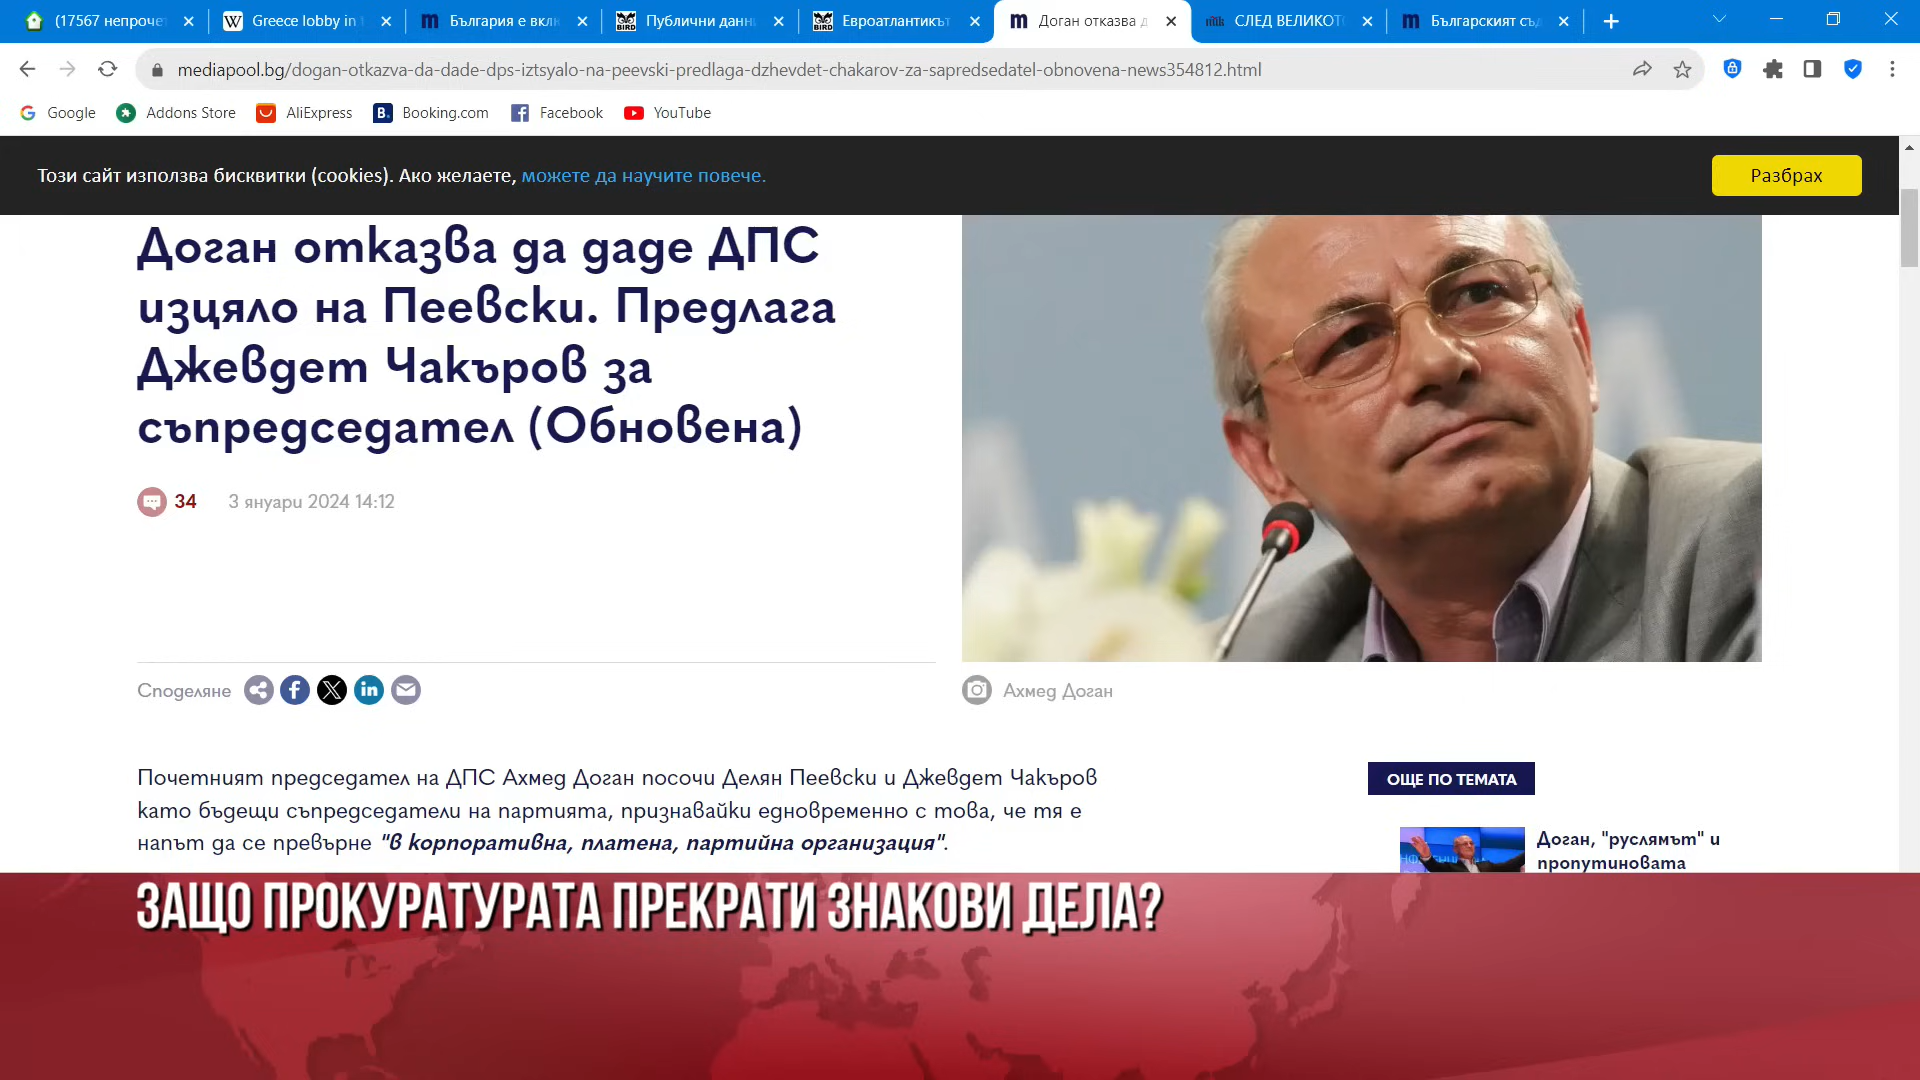 (17567 непроче
Greece lobby in
България е вкл
Публични данн
Евроатлантикът
Доган отказва д
СЛЕД ВЕЛИКОТ
Българският съд
mediapool.bg/dogan-otkazva-da-dade-dps-iztsyalo-na-peevski-predlaga-dzhevdet-chakarov-za-sapredsedatel-obnovena-news354812.html
Google
Addons Store
AliExpress
Booking.com
Facebook
YouTube
Този сайт използва бисквитки (cookies). Ако желаете, можете да научите повече.
Разбрах
Доган отказва да даде ДПС
изцяло на Пеевски. Предлага
Джевдет Чакъров за
съпредседател (Обновена)
34
3 януари 2024 14:12
Споделяне
Ахмед Доган
Почетният председател на ДПС Ахмед Доган посочи Делян Пеевски и Джевдет Чакъров
като бъдещи съпредседатели на партията, признавайки едновременно с това, че тя е
напът да се превърне "в корпоративна, платена, партийна организация".
ОЩЕ ПО ТЕМАТА
Доган, "руслямът" и
пропутиновата
ЗАЩО ПРОКУРАТУРАТА ПРЕКРАТИ ЗНАКОВИ ДЕЛА?